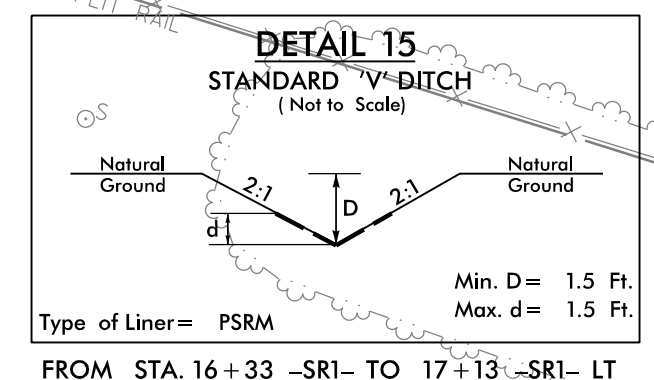 RAIL
DETAIL 15
STANDARD 'V' DITCH
( Not to Scale)
S
Natural
Ground
2:1
D
d
2:1
Natural
Ground
Min. D = 1.5 Ft.
Max. d = 1.5 Ft.
Type of Liner = PSRM
FROM STA. 16+33 -SR1- TO 17+13 -SR1- LT